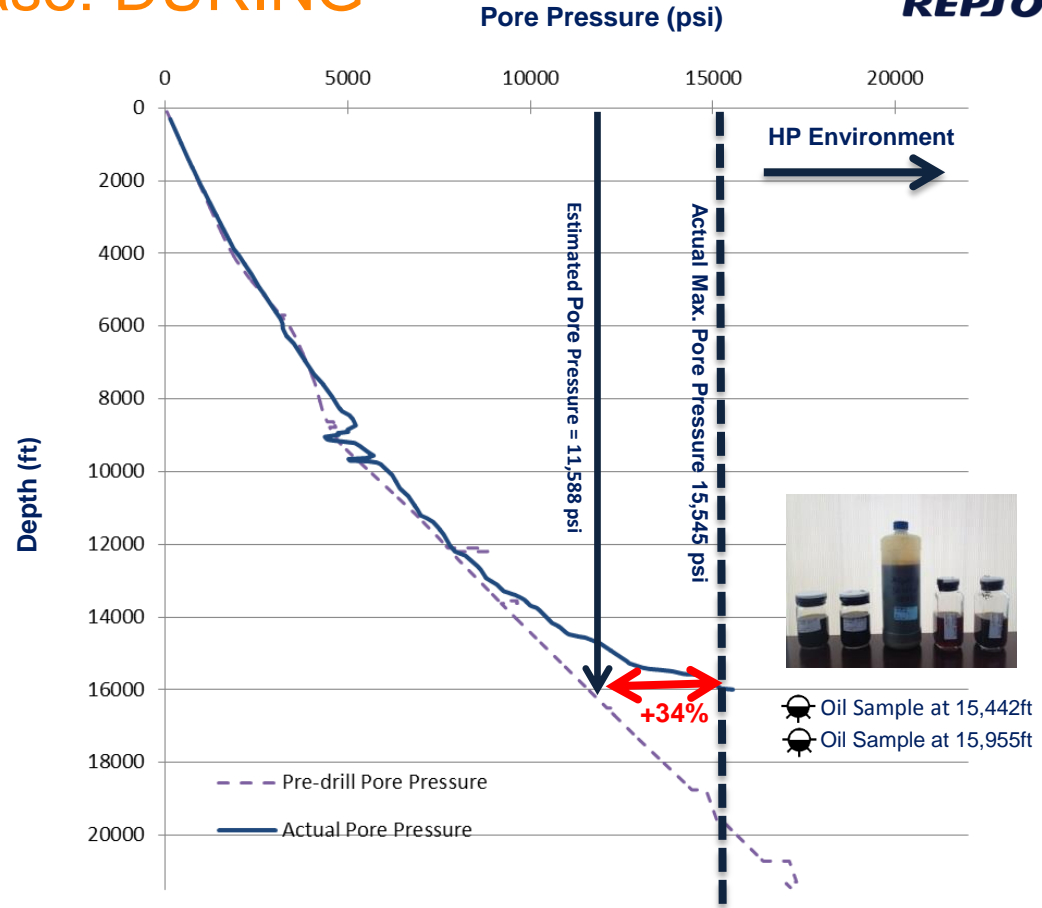 DURING
Pore Pressure (psi)
0 5000 10000 15000 20000
0
2000
4000
6000
8000
10000
12000
14000
16000
18000
20000
Depth (ft)
HP Environment
Estimated Pore Pressure = 11,588 psi
Actual Max. Pore Pressure 15,545 psi
+34%
Oil Sample at 15,442ft
Oil Sample at 15,955ft
Pre-drill Pore Pressure
Actual Pore Pressure